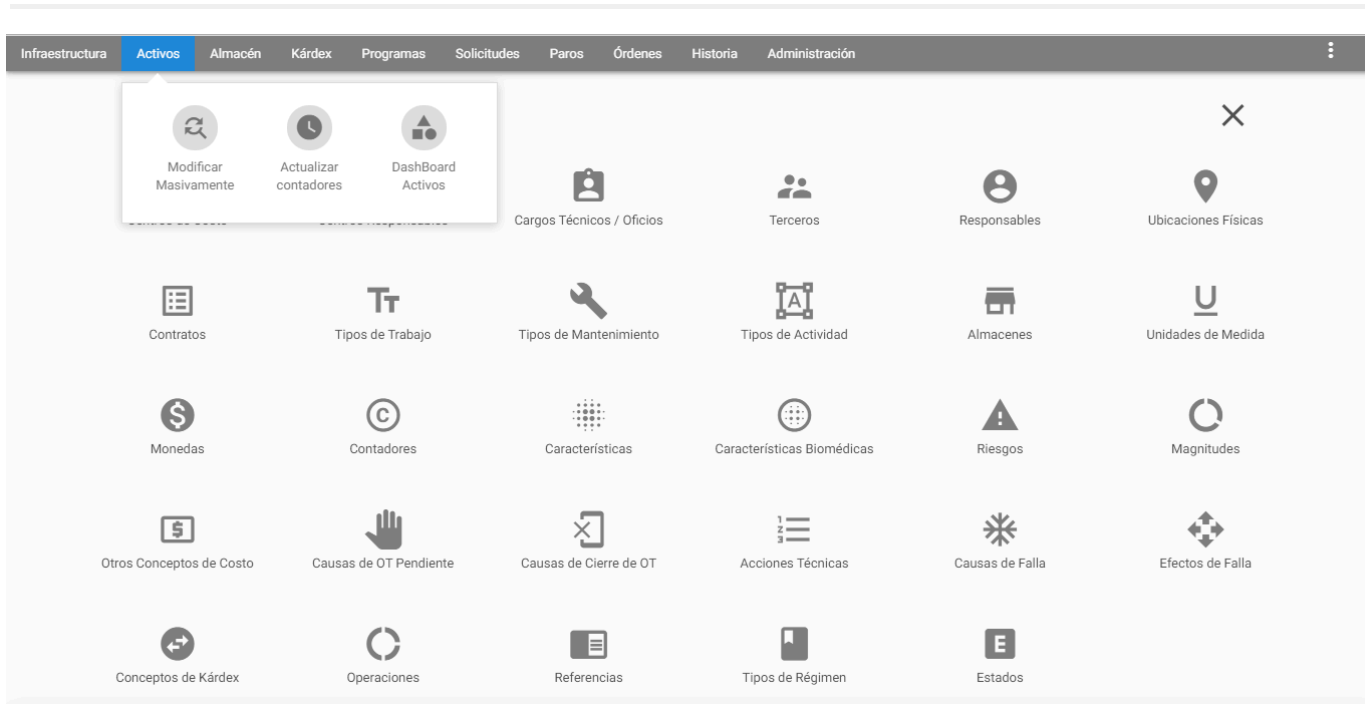 Infraestructura Activos Almacén Kárdex Programas Solicitudes Paros Órdenes Historia Administración
Modificar
Masivamente
Actualizar
contadores
DashBoard
Activos
Cargos Técnicos / Oficios Terceros Responsables Ubicaciones Físicas
Contratos Tipos de Trabajo Tipos de Mantenimiento Tipos de Actividad Almacenes Unidades de Medida
Monedas Contadores Características Características Biomédicas Riesgos Magnitudes
Otros Conceptos de Costo Causas de OT Pendiente Causas de Cierre de OT Acciones Técnicas Causas de Falla Efectos de Falla
Conceptos de Kárdex Operaciones Referencias Tipos de Régimen Estados